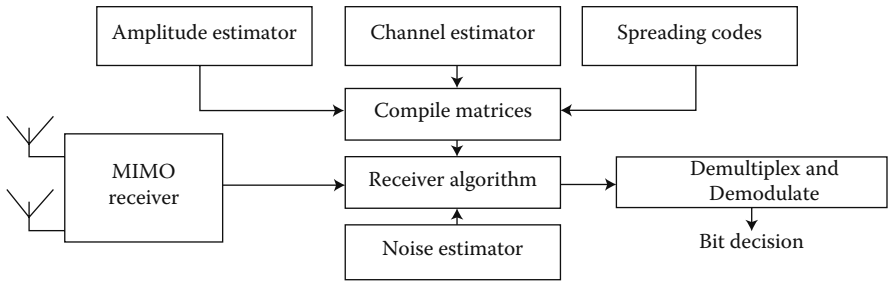 Amplitude estimator
Channel estimator
Spreading codes
Compile matrices
MIMO
receiver
Receiver algorithm
Demultiplex and
Demodulate
Noise estimator
Bit decision